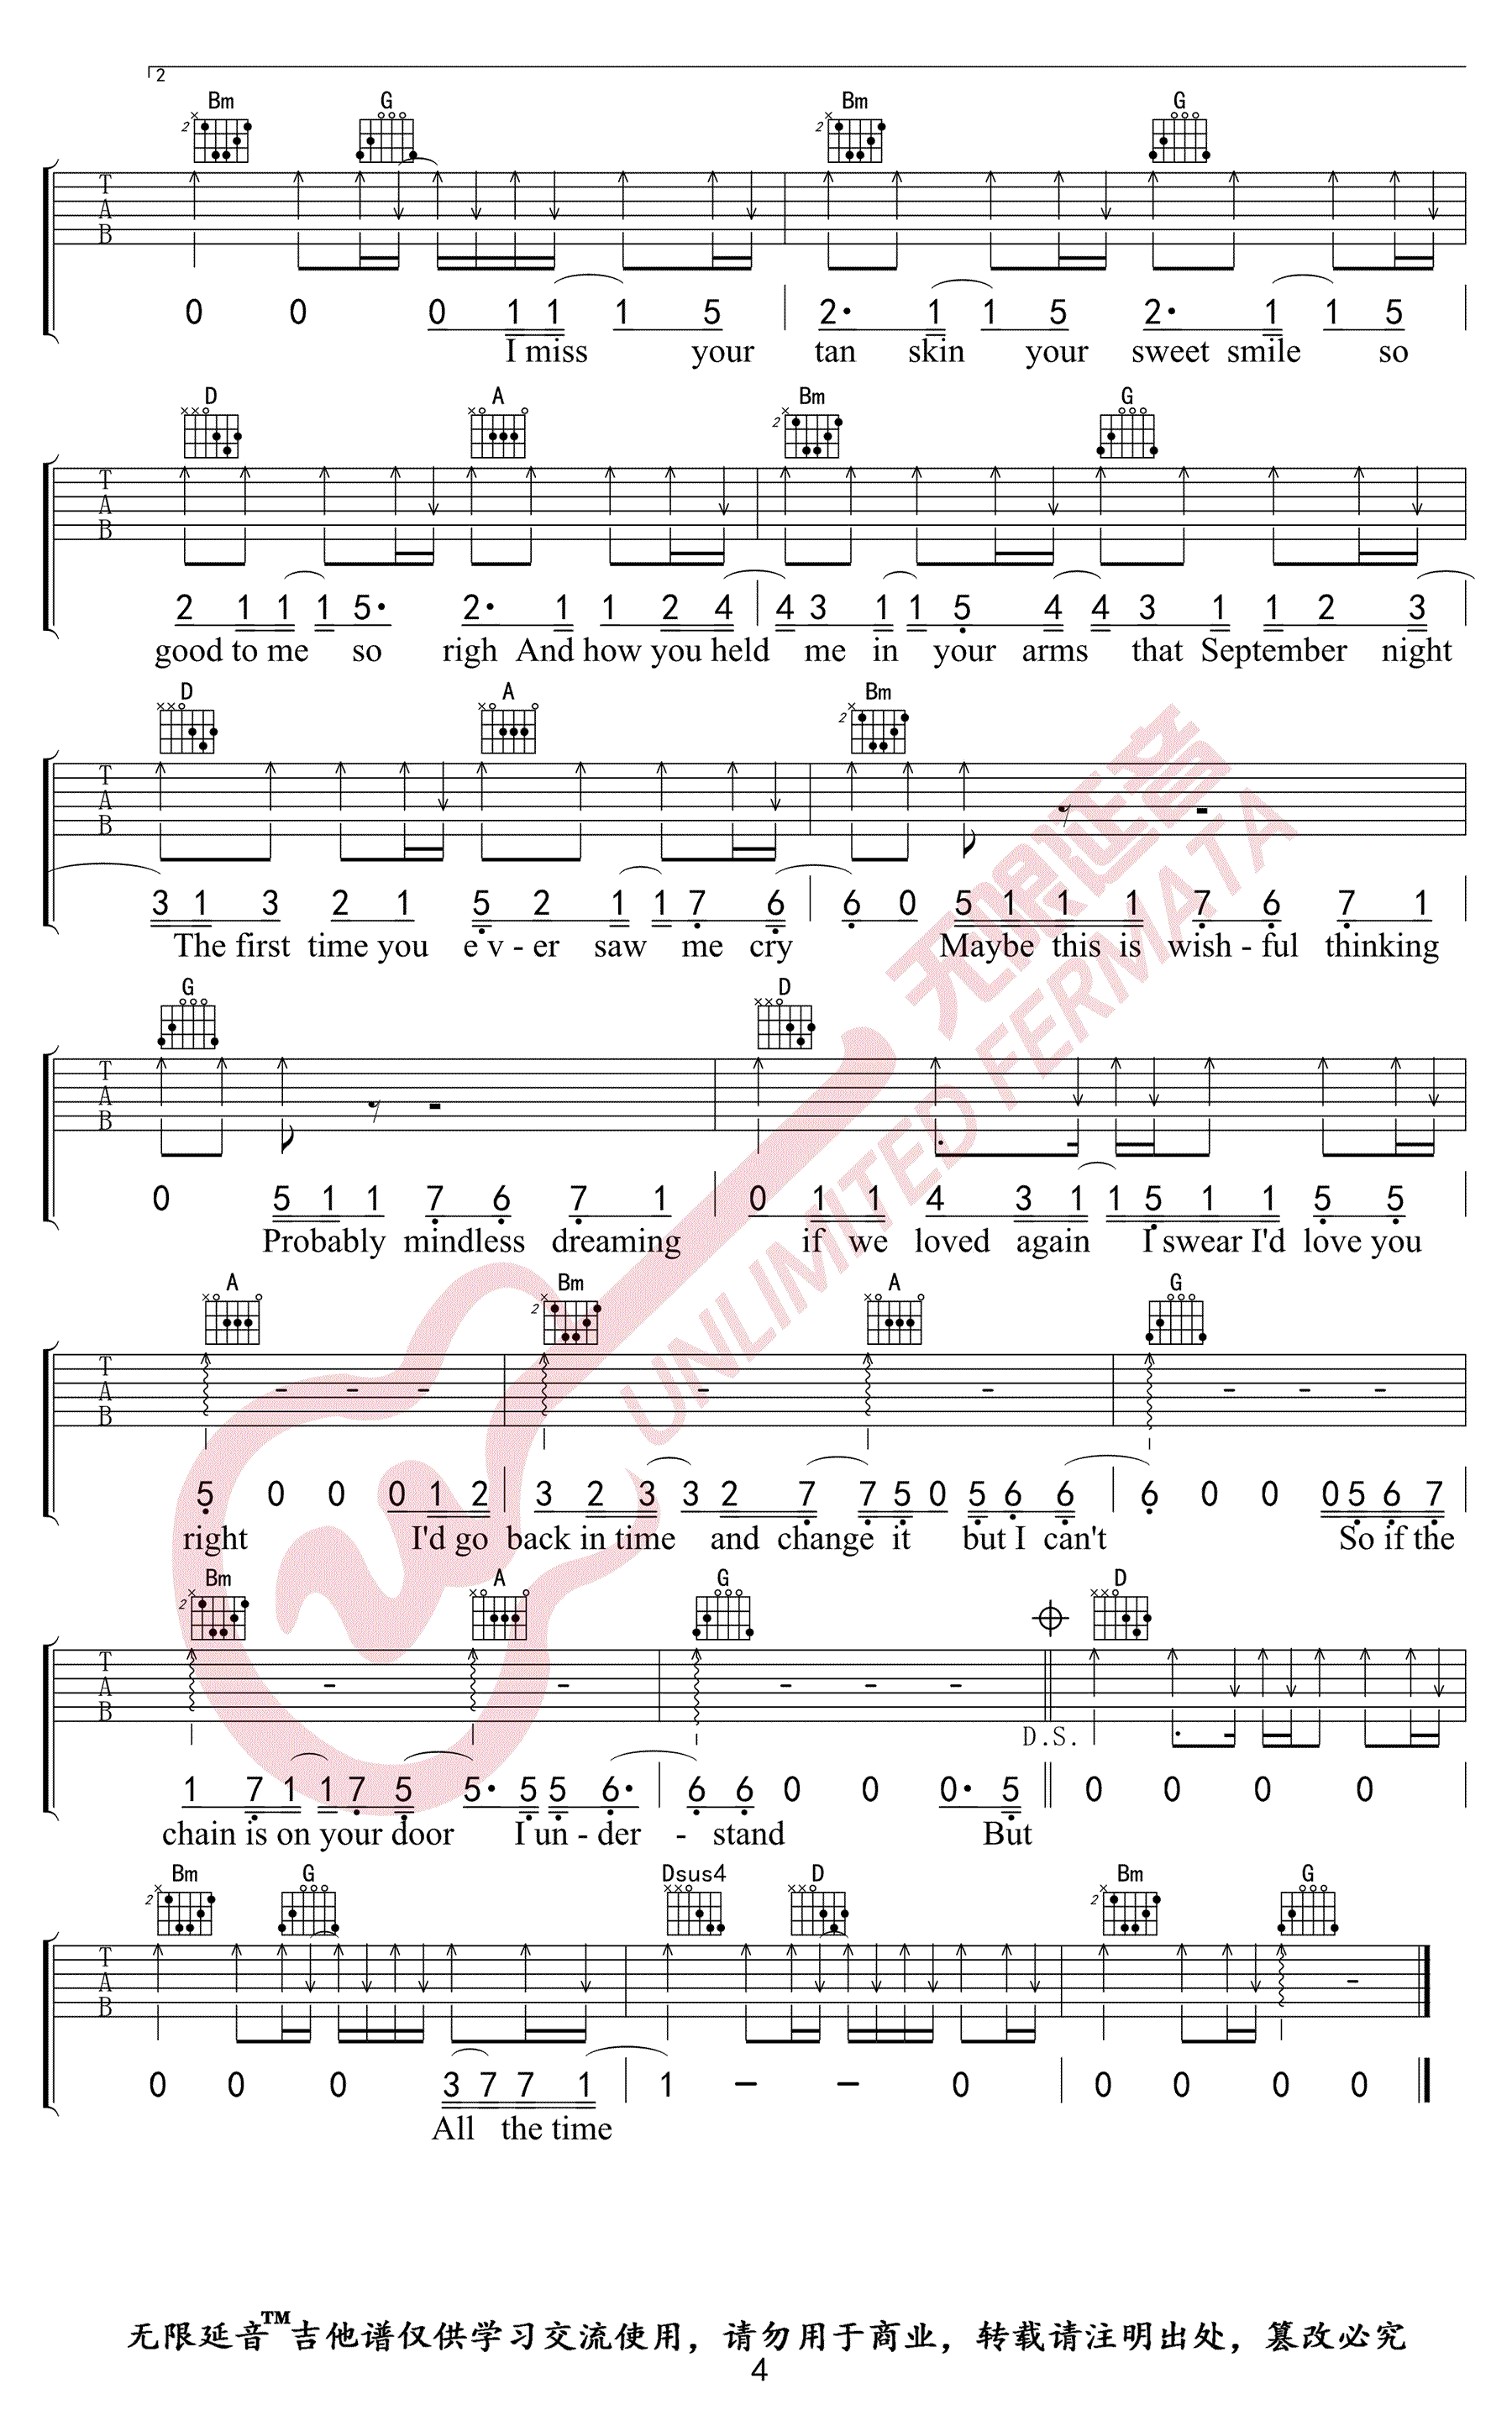 2
Bm G Bm G
T
A
B
0 0 0 1 1 1 5 2· 1 1 5 2· 1 1 5
I miss your tan skin your sweet smile so
D A Bm G
T
A
B
2 1 1 1 5· 2· 1 1 2 4 4 3 1 1 5 4 4 3 1 1 2 3
good to me so righ And how you held me in your arms that September night
D A Bm
T
A
B
3 1 3 2 1 5 2 1 1 7 6 6 0 5 1 1 1 7 6 7 1
The first time you e v - er saw me cry Maybe this is wish - ful thinking
G D
T
A
B
0 5 1 1 7 6 7 1 0 1 1 4 3 1 1 5 1 1 5 5
Probably mindless dreaming if we loved again I swear I'd love you
A Bm A G
T
A
B
5 0 0 0 1 2 3 2 3 3 2 7 7 5 0 5 6 6 6 0 0 0 5 6 7
right I'd go back in time and change it but I can't So if the
Bm A G D
T
A
B
D.S.
1 7 1 1 7 5 5· 5 5 6· 6 6 0 0 0· 5 0 0 0 0
chain is on your door I un - der - stand But
Bm G Dsus4 D Bm G
T
A
B
0 0 0 3 7 7 1 1 – – 0 0 0 0 0
All the time
无限延音
UNLIMITED FERMATA
无限延音™吉他谱仅供学习交流使用，请勿用于商业，转载请注明出处，篡改必究
4